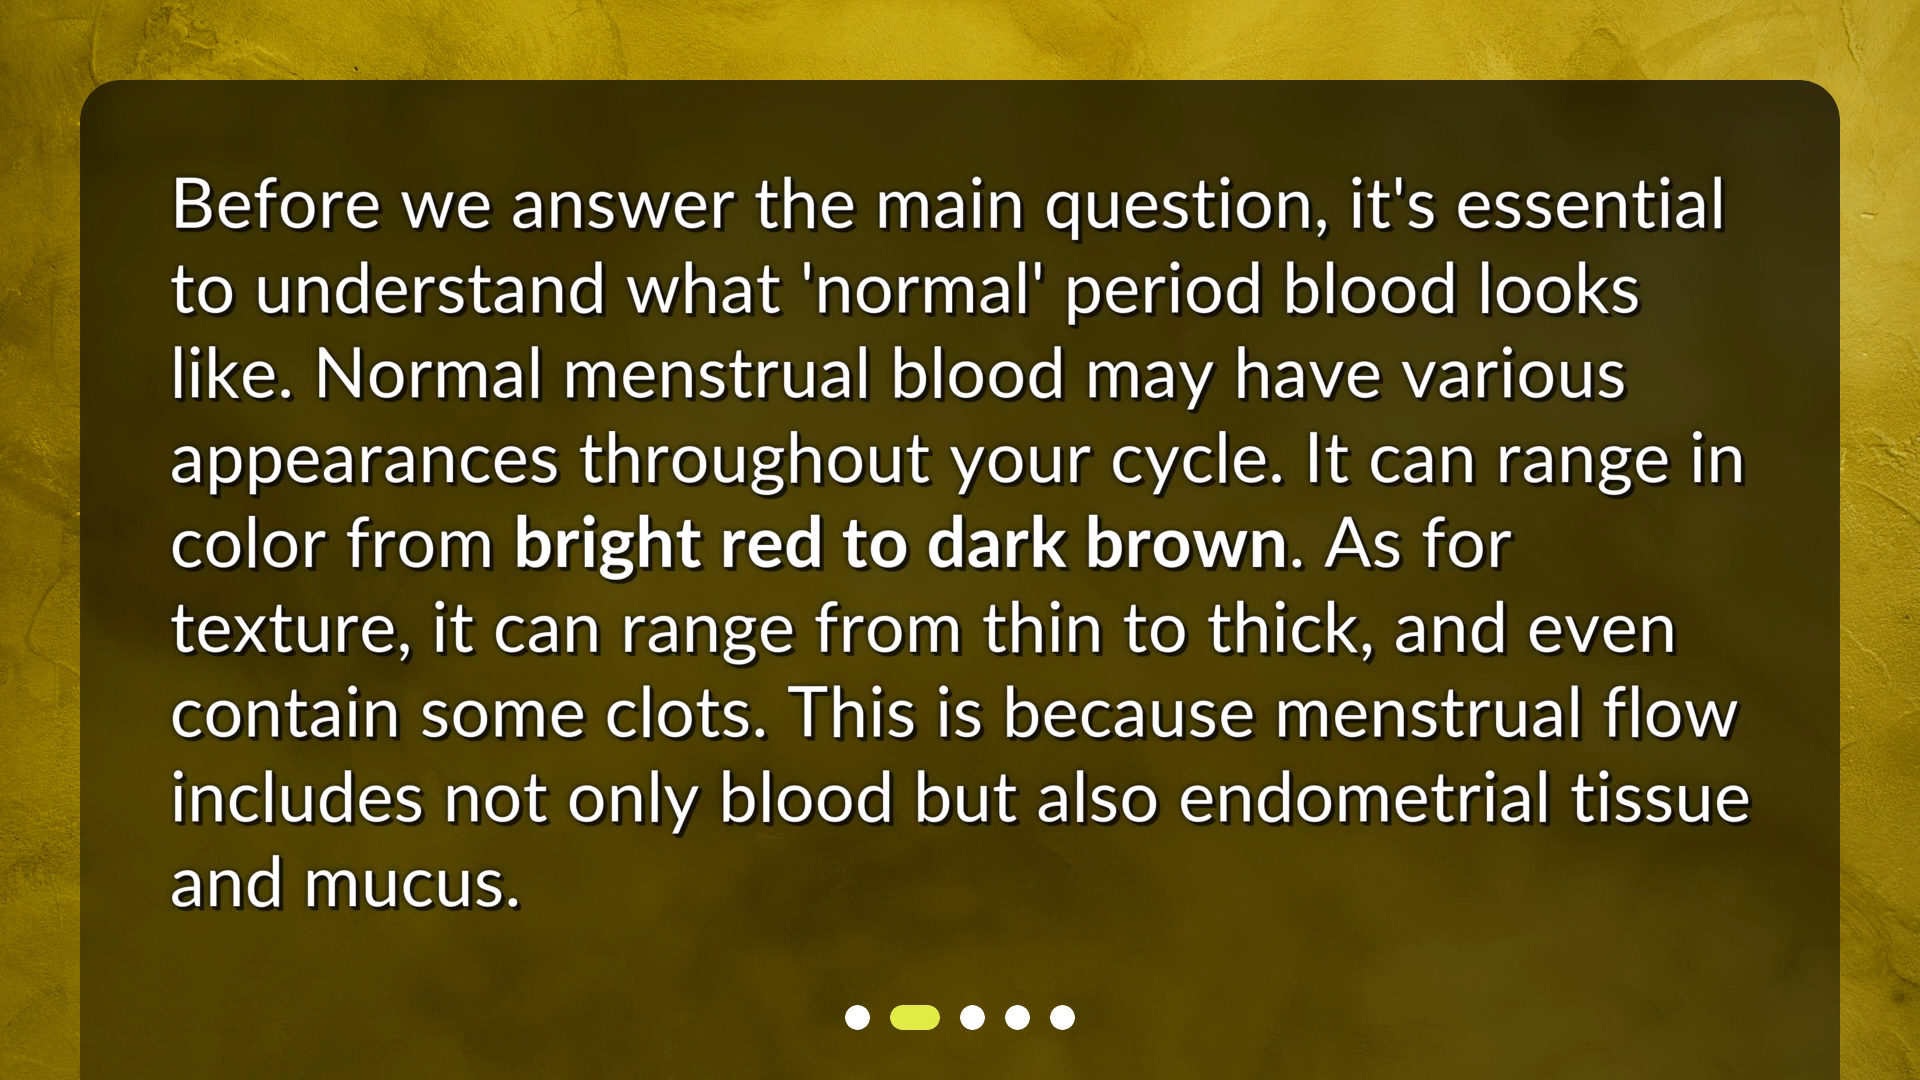 Before we answer the main question, it's essential
to understand what 'normal' period blood looks
like. Normal menstrual blood may have various
appearances throughout your cycle. It can range in
color from bright red to dark brown. As for
texture, it can range from thin to thick, and even
contain some clots. This is because menstrual flow
includes not only blood but also endometrial tissue
and mucus.